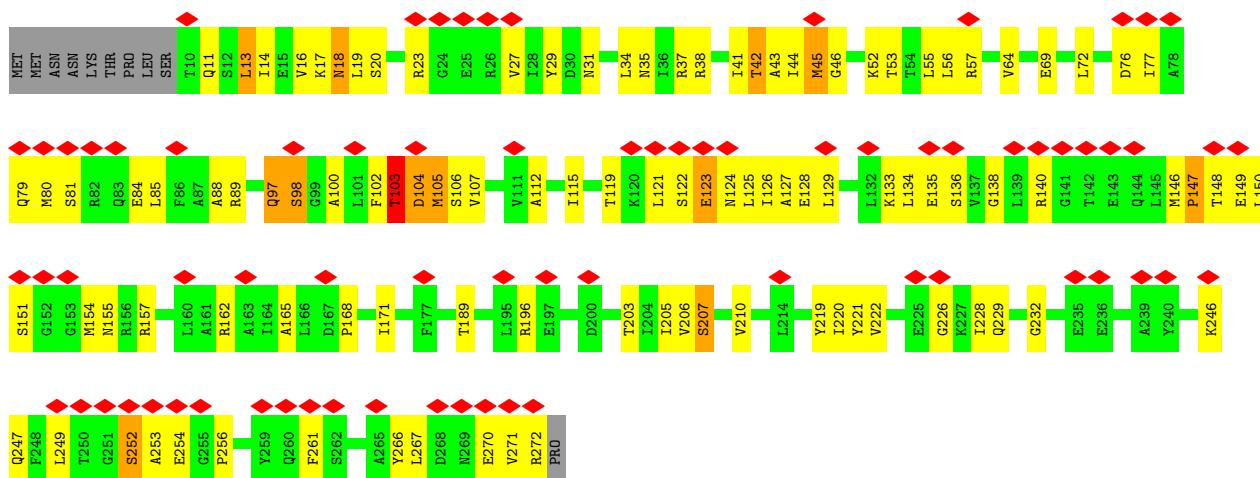 MET MET ASN ASN LYS THR PRO LEU SER T10 Q11 S12 L13 I14 E15 V16 K17 N18 L19 S20 R23 G24 E25 R26 V27 I28 Y29 D30 N31 L34 N35 I36 R37 R38 I41 T42 A43 I44 M45 G46 K52 T53 T54 L55 L56 R57 V64 E69 L72 D76 I77 A78
Q79 M80 S81 R82 Q83 E84 L85 F86 A87 A88 R89 Q97 S98 G99 A100 L101 F102 T103 D104 M105 S106 V107 V111 A112 I115 T119 K120 L121 S122 E123 N124 L125 I126 A127 E128 L129 L132 K133 L134 E135 S136 V137 G138 L139 R140 G141 T142 E143 Q144 L145 M146 P147 T148 E149 L150
S151 G152 G153 M154 N155 R156 R157 L160 A161 R162 A163 I164 A165 L166 D167 P168 I171 F177 T189 L195 R196 E197 D200 T203 I204 I205 V206 S207 V210 L214 Y219 I220 Y221 V222 E225 G226 K227 I228 Q229 G232 E235 E236 A239 Y240 K246
Q247 F248 L249 T250 G251 S252 A253 E254 G255 P256 Y259 Q260 F261 S262 A265 Y266 L267 D268 N269 E270 V271 R272 PRO